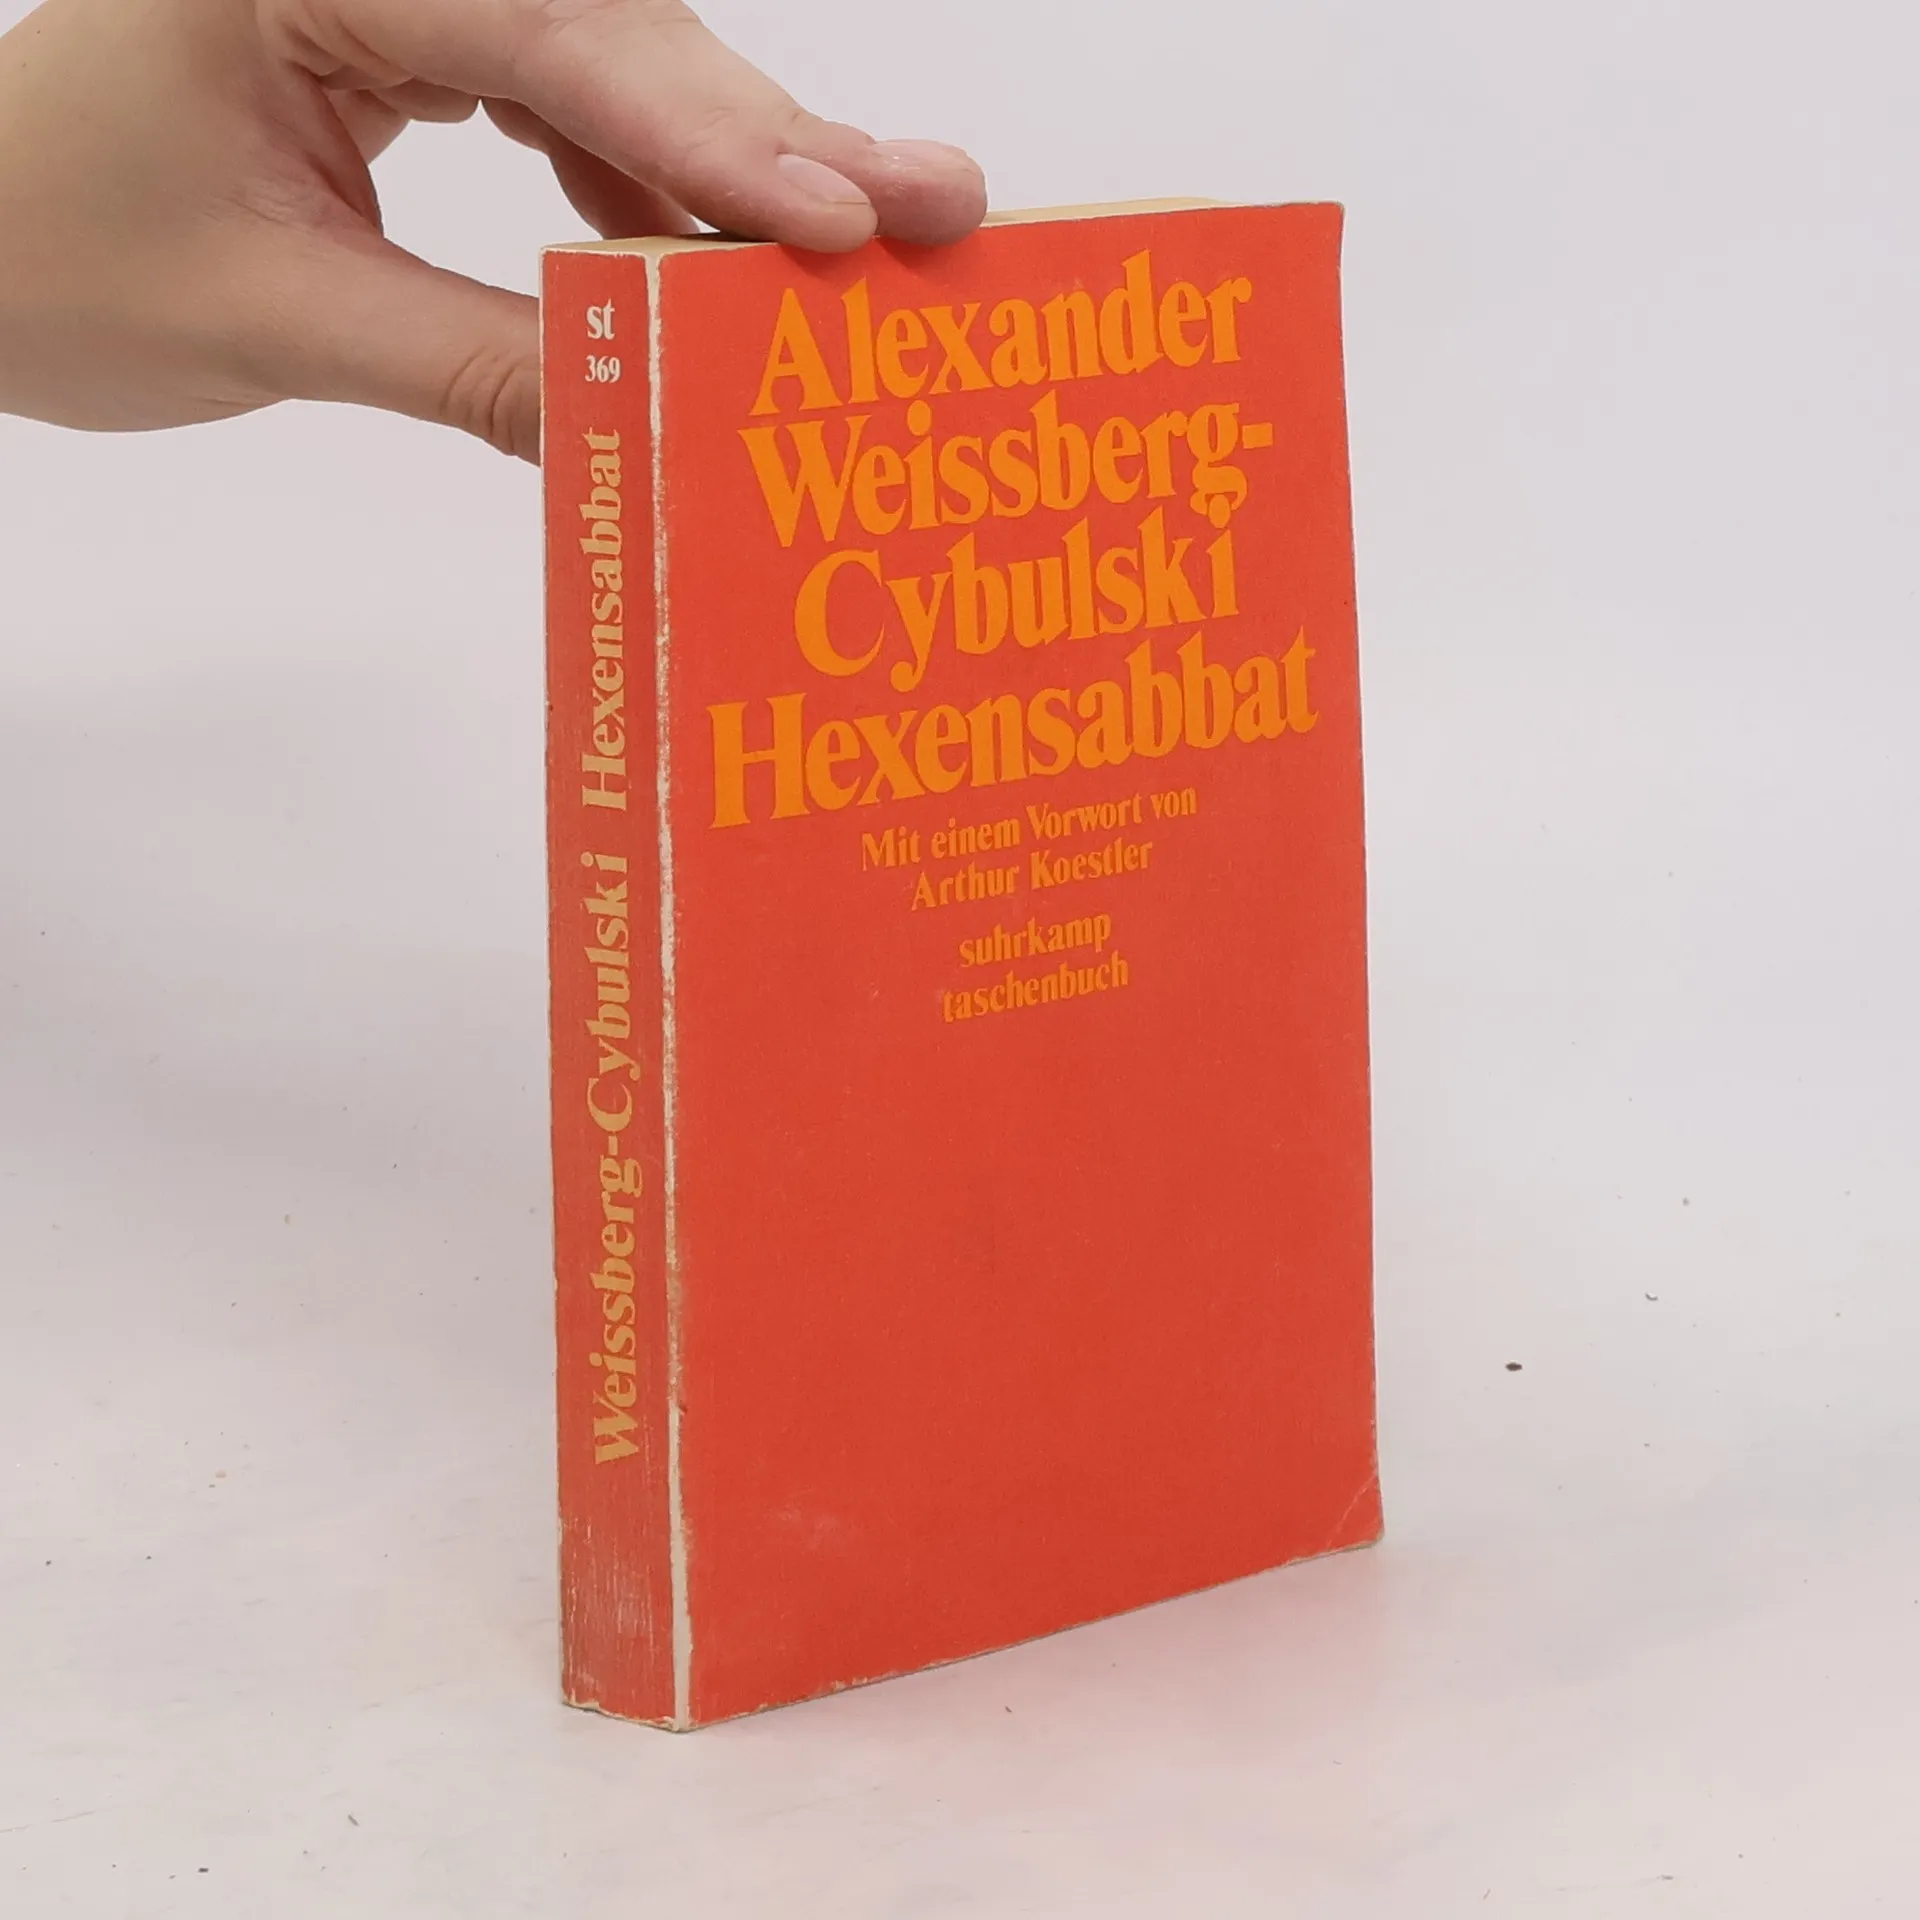 st
369
Weissberg-Cybulski Hexensabbat
Alexander
Weissberg-
Cybulski
Hexensabbat
Mit einem Vorwort von
Arthur Koestler
suhrkamp
taschenbuch